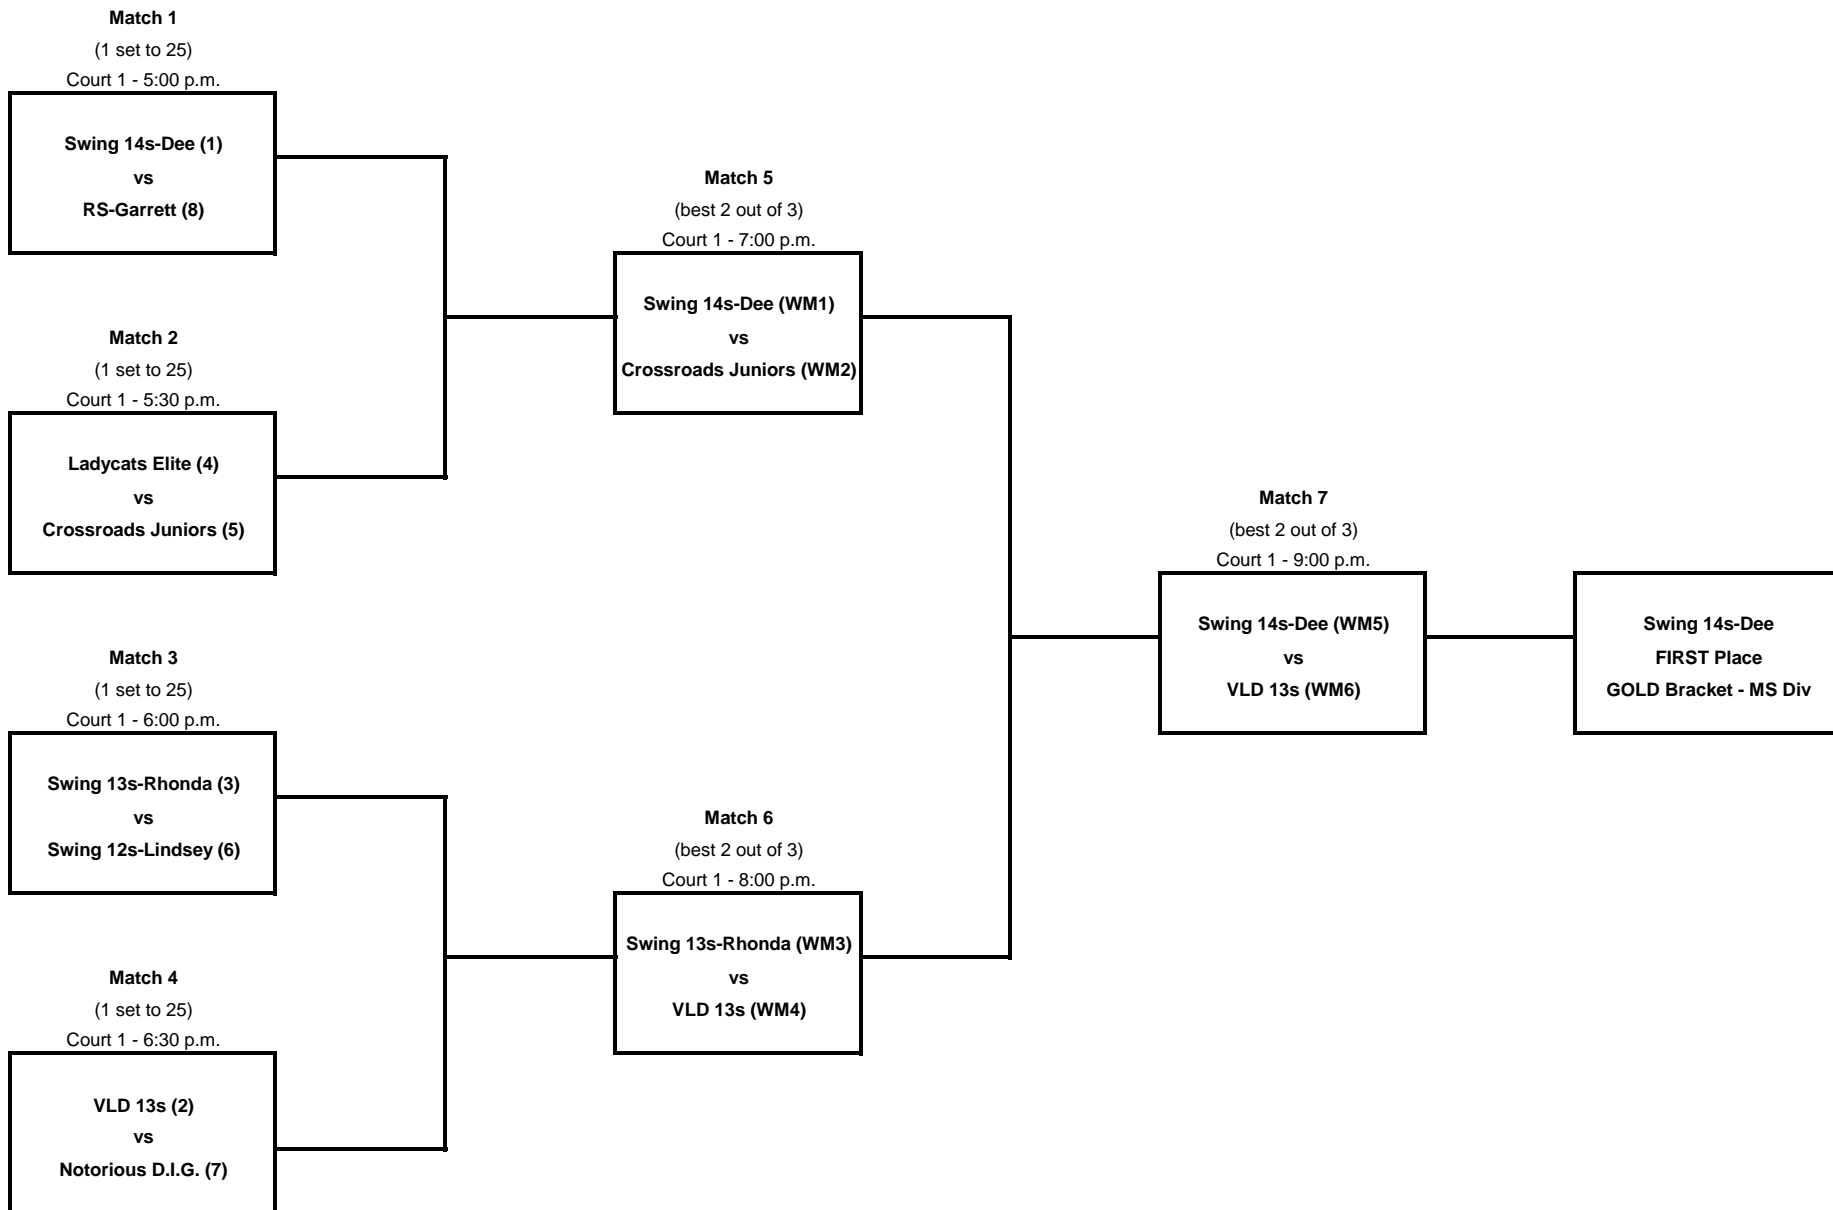 Match 1
(1 set to 25)
Court 1 - 5:00 p.m.
Swing 14s-Dee (1)
vs
RS-Garrett (8)
Match 2
(1 set to 25)
Court 1 - 5:30 p.m.
Ladycats Elite (4)
vs
Crossroads Juniors (5)
Match 3
(1 set to 25)
Court 1 - 6:00 p.m.
Swing 13s-Rhonda (3)
vs
Swing 12s-Lindsey (6)
Match 4
(1 set to 25)
Court 1 - 6:30 p.m.
VLD 13s (2)
vs
Notorious D.I.G. (7)
Match 5
(best 2 out of 3)
Court 1 - 7:00 p.m.
Swing 14s-Dee (WM1)
vs
Crossroads Juniors (WM2)
Match 6
(best 2 out of 3)
Court 1 - 8:00 p.m.
Swing 13s-Rhonda (WM3)
vs
VLD 13s (WM4)
Match 7
(best 2 out of 3)
Court 1 - 9:00 p.m.
Swing 14s-Dee (WM5)
vs
VLD 13s (WM6)
Swing 14s-Dee
FIRST Place
GOLD Bracket - MS Div